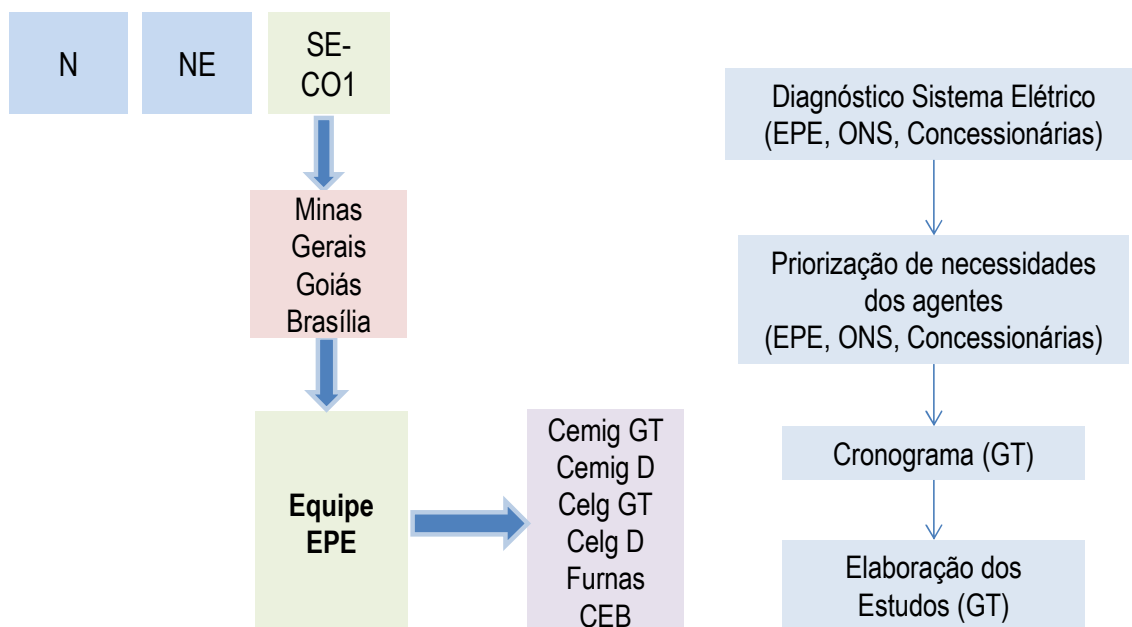 N
NE
SE-
CO1
Minas
Gerais
Goiás
Brasília
Equipe
EPE
Cemig GT
Cemig D
Celg GT
Celg D
Furnas
CEB
Diagnóstico Sistema Elétrico
(EPE, ONS, Concessionárias)
Priorização de necessidades
dos agentes
(EPE, ONS, Concessionárias)
Cronograma (GT)
Elaboração dos
Estudos (GT)